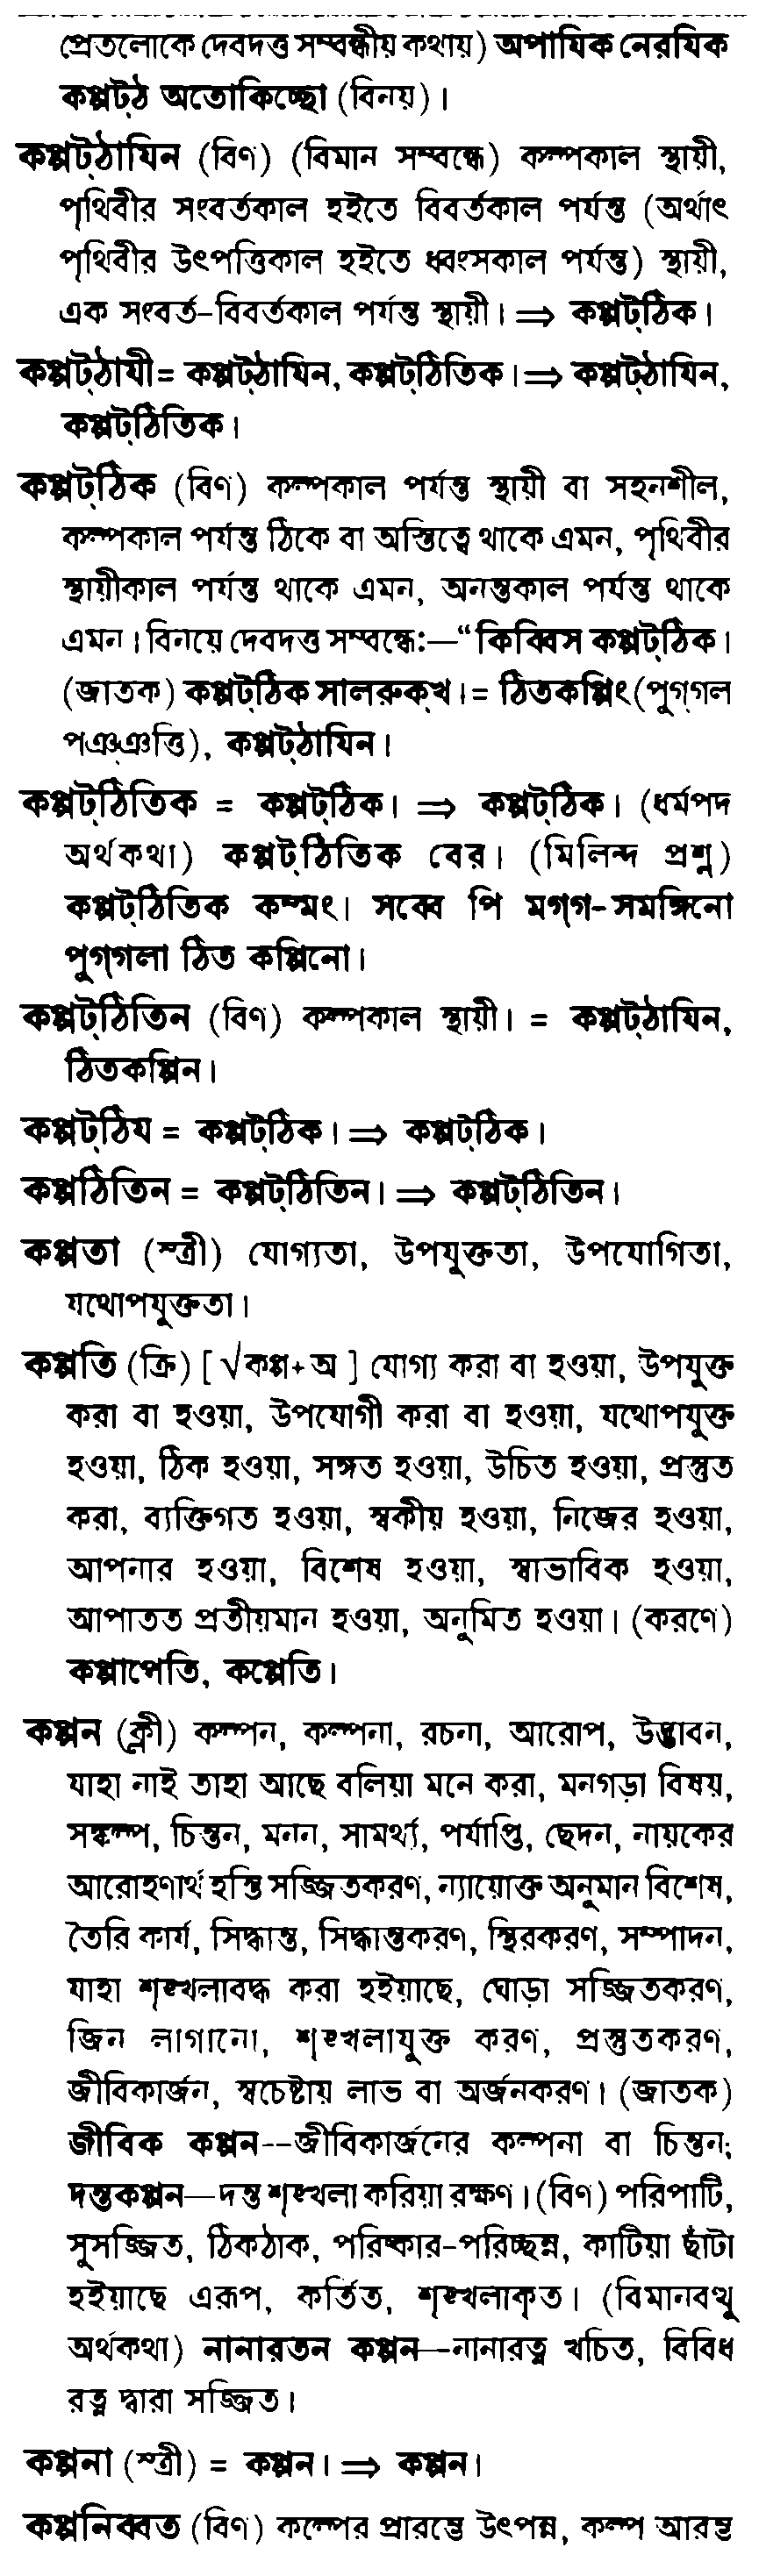 প্রেতলোকে দেবদত্ত সম্বন্ধীয় কথায়) অপাযিক নেরযিক
কপ্পট্ঠ অতোকিচ্ছো (বিনয়)।
কপ্পট্ঠাযিন (বিণ) (বিমান সম্বন্ধে) কল্পকাল স্থায়ী,
পৃথিবীর সংবর্তকাল হইতে বিবর্তকাল পর্যন্ত (অর্থাৎ
পৃথিবীর উৎপত্তিকাল হইতে ধ্বংসকাল পর্যন্ত) স্থায়ী,
এক সংবর্ত-বিবর্তকাল পর্যন্ত স্থায়ী। ⇒ কপ্পট্ঠিক।
কপ্পট্ঠাযী= কপ্পট্ঠাযিন, কপ্পট্ঠিতিক। ⇒ কপ্পট্ঠাযিন,
কপ্পট্ঠিতিক।
কপ্পট্ঠিক (বিণ) কল্পকাল পর্যন্ত স্থায়ী বা সহনশীল,
কল্পকাল পর্যন্ত ঠিকে বা অস্তিত্বে থাকে এমন, পৃথিবীর
স্থায়ীকাল পর্যন্ত থাকে এমন, অনন্তকাল পর্যন্ত থাকে
এমন। বিনয়ে দেবদত্ত সম্বন্ধে:—“কিব্বিস কপ্পট্ঠিক।
(জাতক) কপ্পট্ঠিক সালরুক্খ। = ঠিতকপ্পিং (পুগ্গল
পঞ্ঞত্তি), কপ্পট্ঠাযিন।
কপ্পট্ঠিতিক = কপ্পট্ঠিক। ⇒ কপ্পট্ঠিক। (ধর্মপদ
অর্থকথা) কপ্পট্ঠিতিক বের। (মিলিন্দ প্রশ্ন)
কপ্পট্ঠিতিক কম্মং। সব্বে পি মগ্গ-সমঙ্গিনো
পুগ্গলা ঠিত কপ্পিনো।
কপ্পট্ঠিতিন (বিণ) কল্পকাল স্থায়ী। = কপ্পট্ঠাযিন,
ঠিতকপ্পিন।
কপ্পট্ঠিয = কপ্পট্ঠিক। ⇒ কপ্পট্ঠিক।
কপ্পঠিতিন = কপ্পট্ঠিতিন। ⇒ কপ্পট্ঠিতিন।
কপ্পতা (স্ত্রী) যোগ্যতা, উপযুক্ততা, উপযোগিতা,
যথোপযুক্ততা।
কপ্পতি (ক্রি) [ √কপ্প+অ ] যোগ্য করা বা হওয়া, উপযুক্ত
করা বা হওয়া, উপযোগী করা বা হওয়া, যথোপযুক্ত
হওয়া, ঠিক হওয়া, সঙ্গত হওয়া, উচিত হওয়া, প্রস্তুত
করা, ব্যক্তিগত হওয়া, স্বকীয় হওয়া, নিজের হওয়া,
আপনার হওয়া, বিশেষ হওয়া, স্বাভাবিক হওয়া,
আপাতত প্রতীয়মান হওয়া, অনুমিত হওয়া। (করণে)
কপ্পাপেতি, কপ্পেতি।
কপ্পন (ক্লী) কল্পন, কল্পনা, রচনা, আরোপ, উদ্ভাবন,
যাহা নাই তাহা আছে বলিয়া মনে করা, মনগড়া বিষয়,
সঙ্কল্প, চিন্তন, মনন, সামর্থ্য, পর্যাপ্তি, ছেদন, নায়কের
আরোহণার্থ হস্তি সজ্জিতকরণ, ন্যায়োক্ত অনুমান বিশেষ,
তৈরি কার্য, সিদ্ধান্ত, সিদ্ধান্তকরণ, স্থিরকরণ, সম্পাদন,
যাহা শৃঙ্খলাবদ্ধ করা হইয়াছে, ঘোড়া সজ্জিতকরণ,
জিন লাগানো, শৃঙ্খলাযুক্ত করণ, প্রস্তুতকরণ,
জীবিকার্জন, স্বচেষ্টায় লাভ বা অর্জনকরণ। (জাতক)
জীবিক কপ্পন--জীবিকার্জনের কল্পনা বা চিন্তন;
দন্তকপ্পন—দন্ত শৃঙ্খলা করিয়া রক্ষণ। (বিণ) পরিপাটি,
সুসজ্জিত, ঠিকঠাক, পরিষ্কার-পরিচ্ছন্ন, কাটিয়া ছাঁটা
হইয়াছে এরূপ, কর্তিত, শৃঙ্খলাকৃত। (বিমানবত্থু
অর্থকথা) নানারতন কপ্পন—নানারত্ন খচিত, বিবিধ
রত্ন দ্বারা সজ্জিত।
কপ্পনা (স্ত্রী) = কপ্পন। ⇒ কপ্পন।
কপ্পনিব্বত (বিণ) কল্পের প্রারম্ভে উৎপন্ন, কল্প আরম্ভ